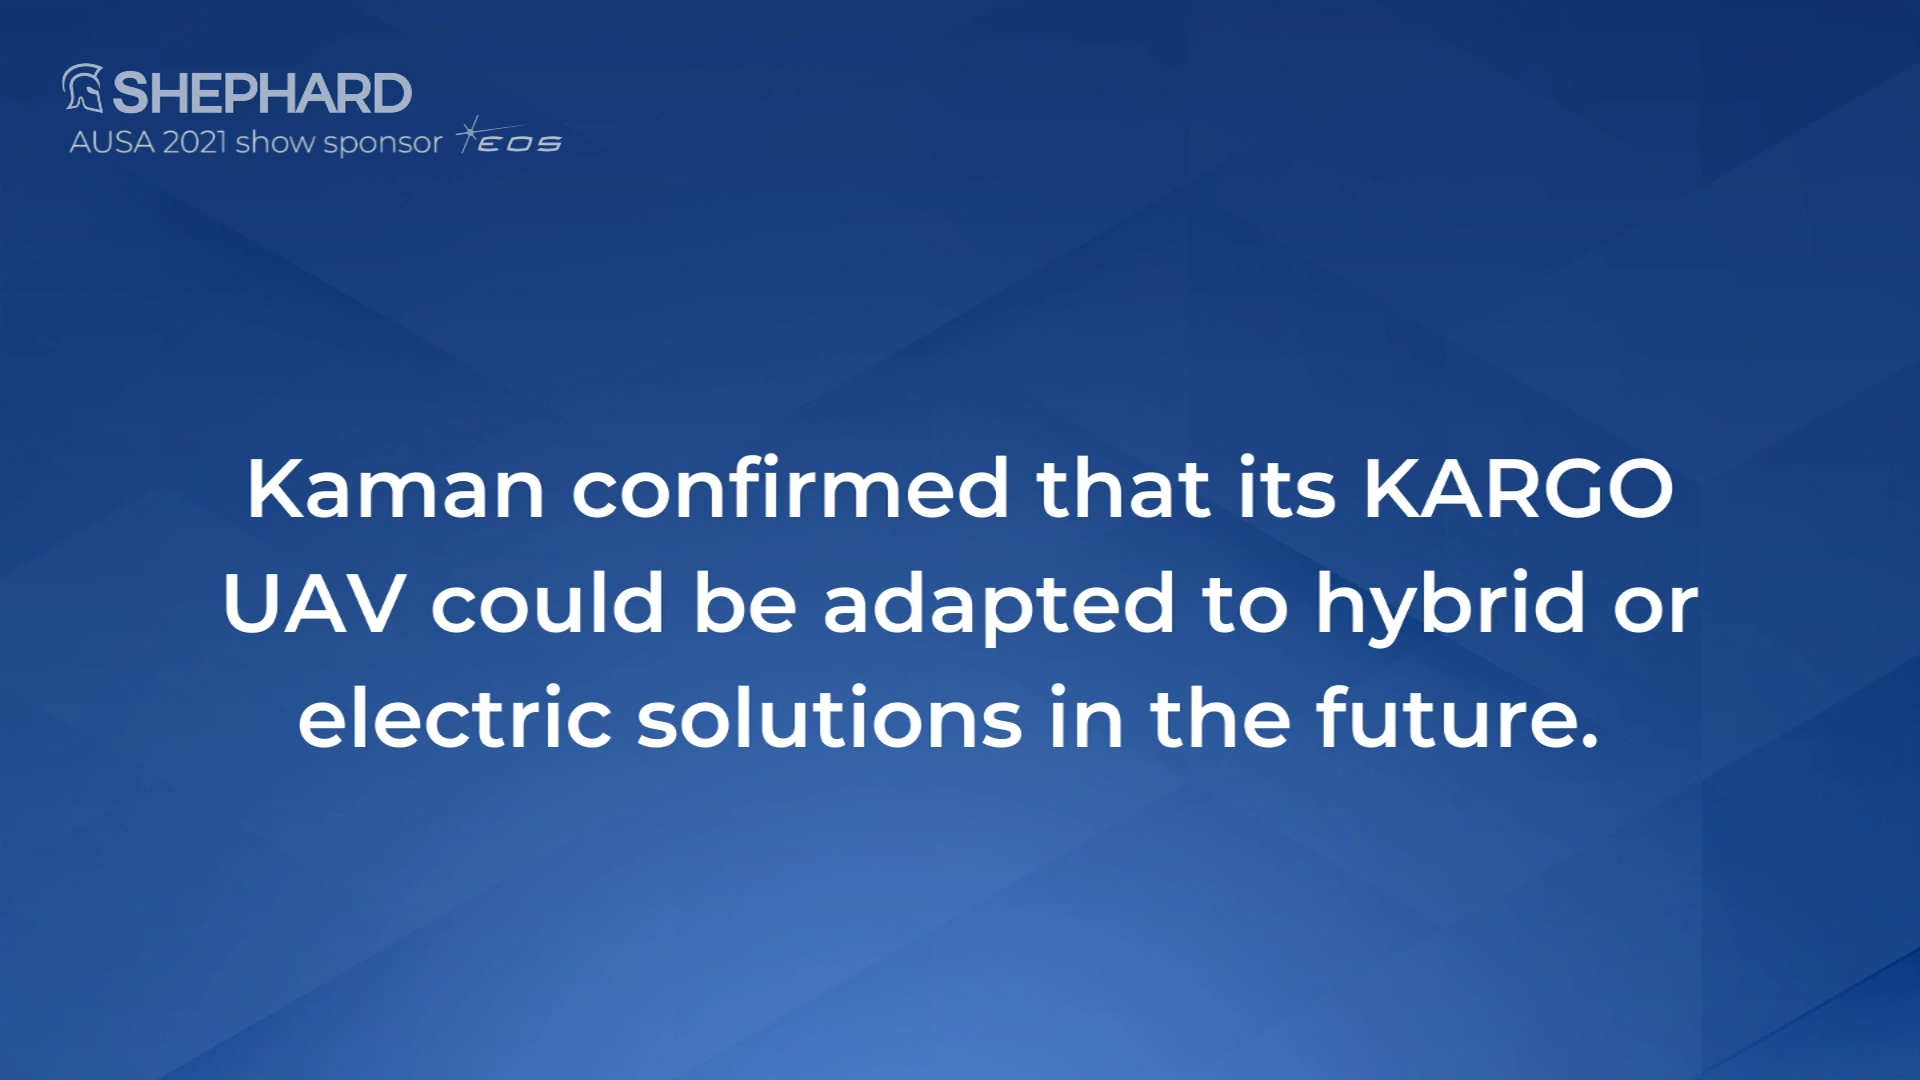 SHEPHARD
AUSA 2021 show sponsor EOS
Kaman confirmed that its KARGO
UAV could be adapted to hybrid or
electric solutions in the future.